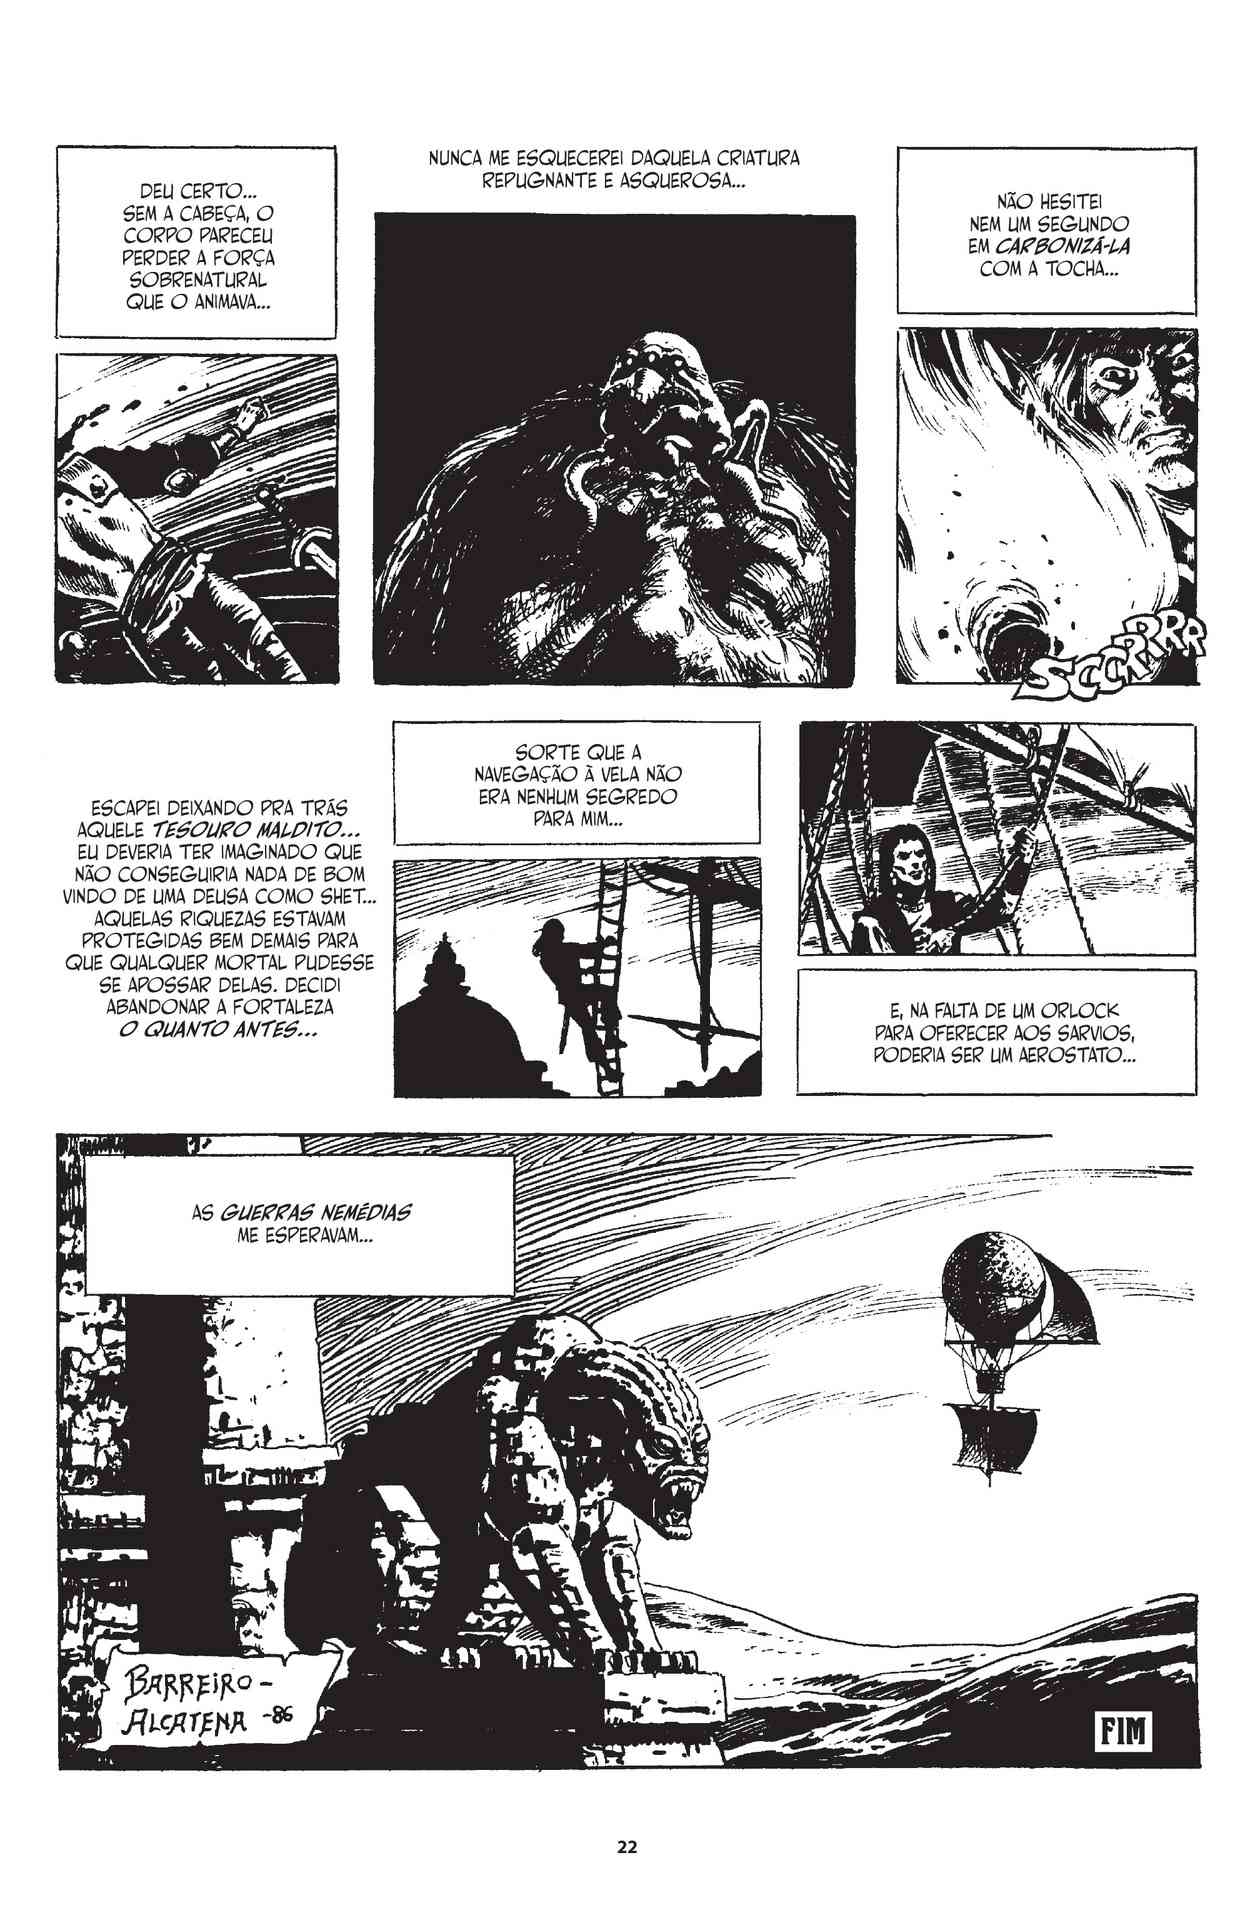 DEU CERTO...
SEM A CABEÇA, O
CORPO PARECEU
PERDER A FORÇA
SOBRENATURAL
QUE O ANIMAVA...
NUNCA ME ESQUECEREI DAQUELA CRIATURA
REPUGNANTE E ASQUEROSA...
NÃO HESITEI
NEM UM SEGUNDO
EM CARBONIZÁ-LA
COM A TOCHA...
SCCRRRRR
ESCAPEI DEIXANDO PRA TRÁS
AQUELE TESOURO MALDITO...
EU DEVERIA TER IMAGINADO QUE
NÃO CONSEGUIRIA NADA DE BOM
VINDO DE UMA DEUSA COMO SHET...
AQUELAS RIQUEZAS ESTAVAM
PROTEGIDAS BEM DEMAIS PARA
QUE QUALQUER MORTAL PUDESSE
SE APOSSAR DELAS. DECIDI
ABANDONAR A FORTALEZA
O QUANTO ANTES...
SORTE QUE A
NAVEGAÇÃO À VELA NÃO
ERA NENHUM SEGREDO
PARA MIM...
E, NA FALTA DE UM ORLOCK
PARA OFERECER AOS SARVIOS,
PODERIA SER UM AEROSTATO...
AS GUERRAS NEMÉDIAS
ME ESPERAVAM...
BARREIRO-
ALCATENA -86
FIM
22